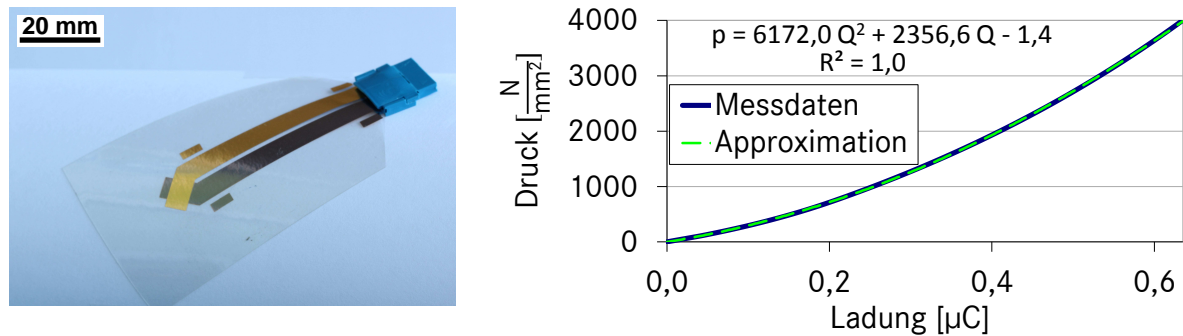 20 mm
4000
3000
2000
1000
0
Druck [N/mm²]
p = 6172,0 Q² + 2356,6 Q - 1,4
R² = 1,0
Messdaten
Approximation
0,0 0,2 0,4 0,6
Ladung [µC]